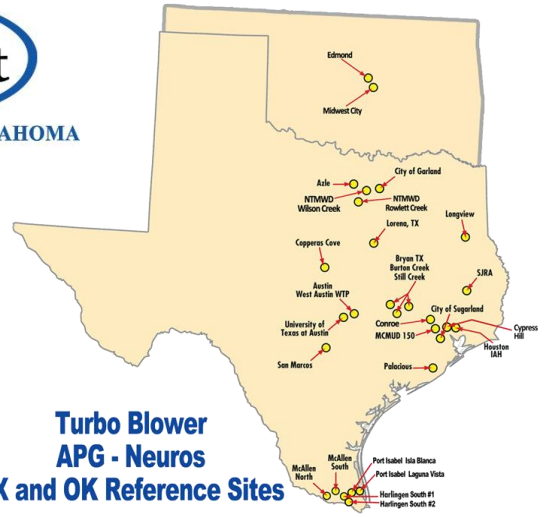 t
AHOMA
Edmond
Midwest City
Azle
City of Garland
NTMWD
Wilson Creek
NTMWD
Rowlett Creek
Longview
Lorena, TX
Copperas Cove
Bryan TX
Burton Creek
Still Creek
SJRA
Austin
West Austin WTP
City of Sugarland
University of
Texas at Austin
Conroe
MCMUD 150
Cypress
Hill
Houston
IAH
San Marcos
Palacious
Turbo Blower
APG - Neuros
X and OK Reference Sites
McAllen
North
McAllen
South
Port Isabel Isla Blanca
Port Isabel Laguna Vista
Harlingen South #1
Harlingen South #2